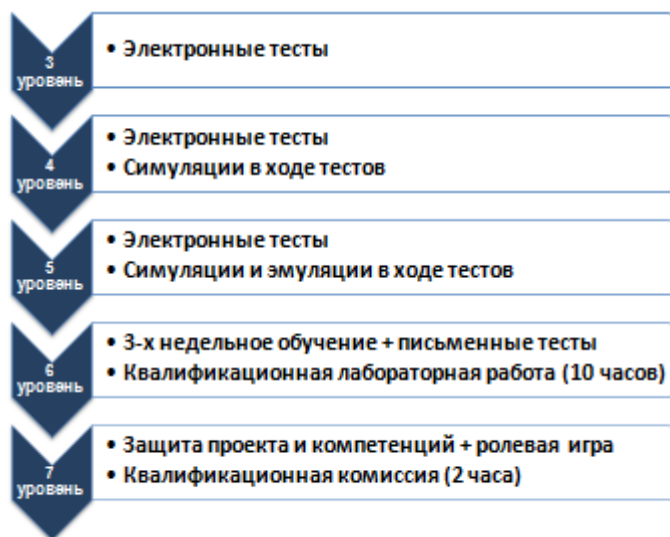 3
уровень
• Электронные тесты
4
уровень
• Электронные тесты
• Симуляции в ходе тестов
5
уровень
• Электронные тесты
• Симуляции и эмуляции в ходе тестов
6
уровень
• 3-х недельное обучение + письменные тесты
• Квалификационная лабораторная работа (10 часов)
7
уровень
• Защита проекта и компетенций + ролевая игра
• Квалификационная комиссия (2 часа)